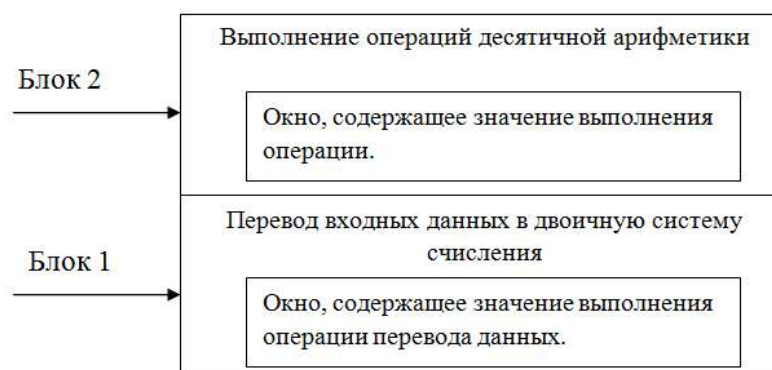 Выполнение операций десятичной арифметики
Блок 2
Окно, содержащее значение выполнения
операции.
Перевод входных данных в двоичную систему
счисления
Блок 1
Окно, содержащее значение выполнения
операции перевода данных.